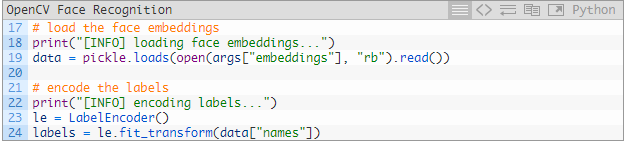 OpenCV Face Recognition
Python
17 # load the face embeddings
18 print("[INFO] loading face embeddings...")
19 data = pickle.loads(open(args["embeddings"], "rb").read())
20
21 # encode the labels
22 print("[INFO] encoding labels...")
23 le = LabelEncoder()
24 labels = le.fit_transform(data["names"])